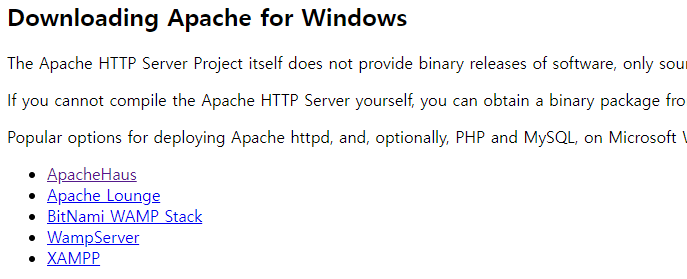 Downloading Apache for Windows
The Apache HTTP Server Project itself does not provide binary releases of software, only
If you cannot compile the Apache HTTP Server yourself, you can obtain a binary package
Popular options for deploying Apache httpd, and, optionally, PHP and MySQL, on Microsoft
ApacheHaus
Apache Lounge
BitNami WAMP Stack
WampServer
XAMPP